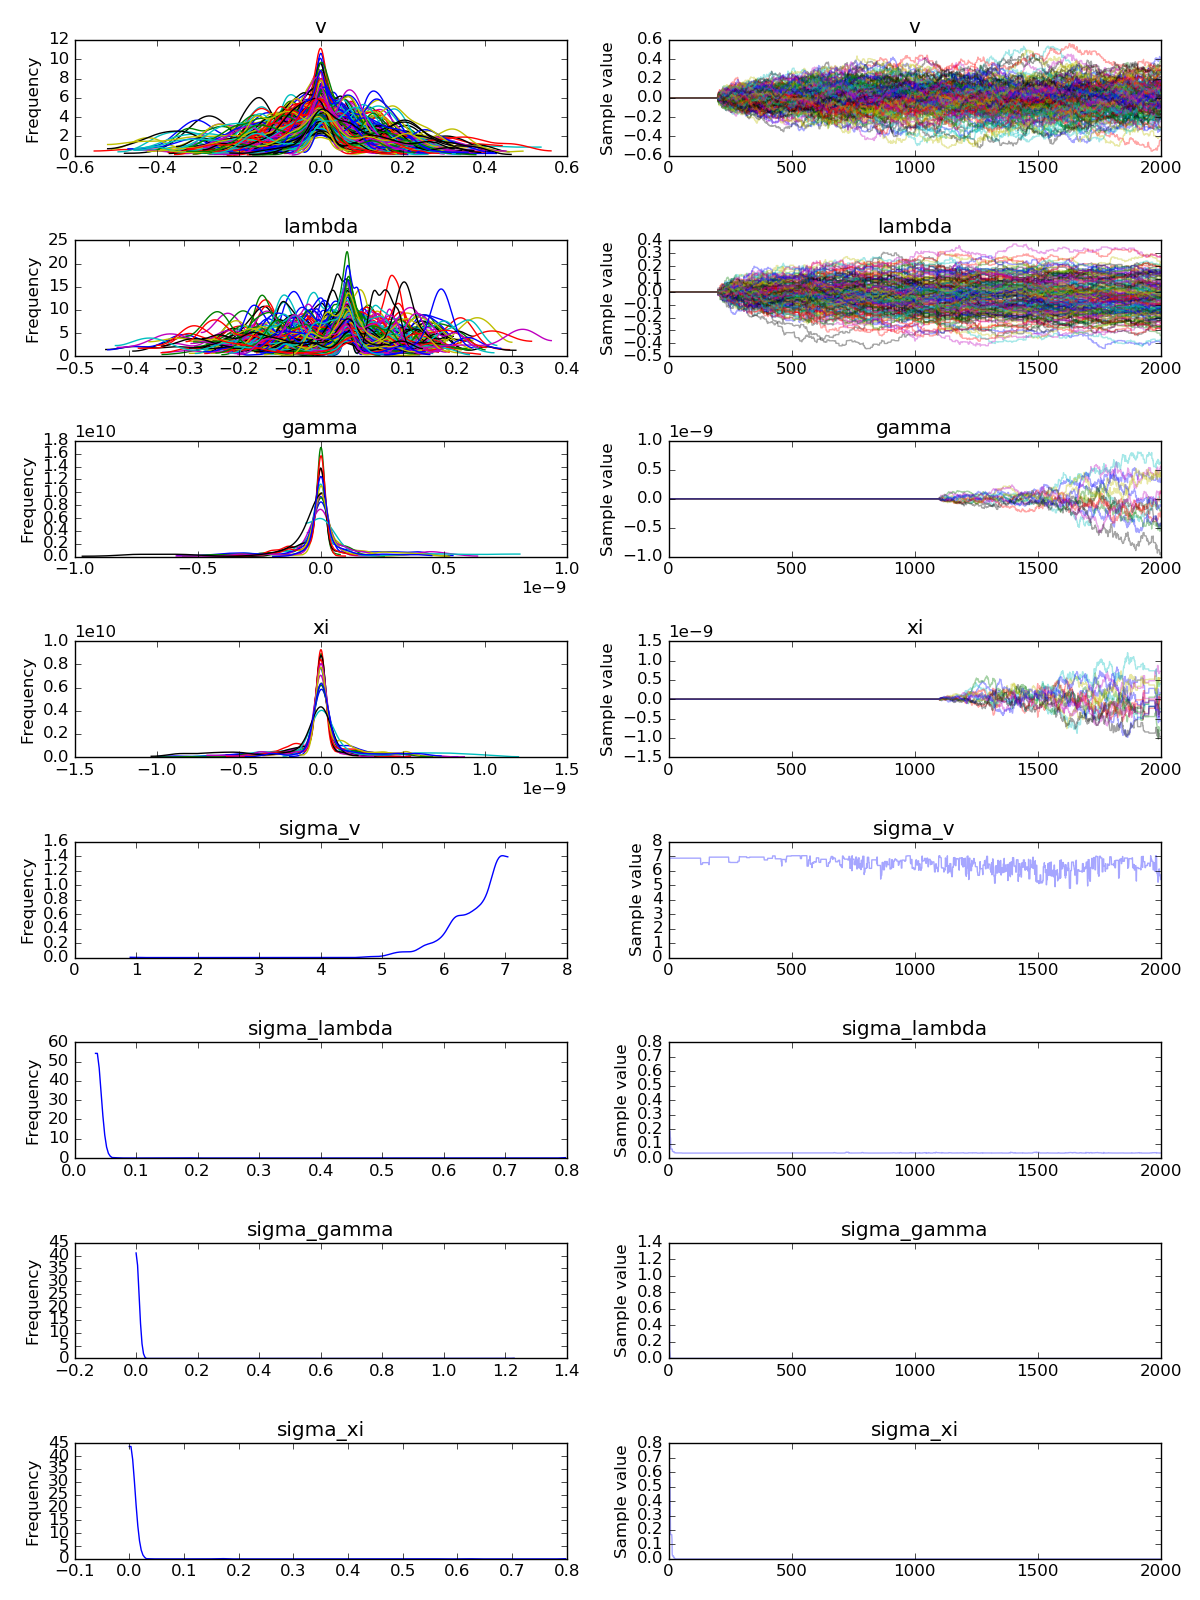 v
Frequency
12
10
8
6
4
2
0
−0.6 −0.4 −0.2 0.0 0.2 0.4 0.6
v
Sample value
0.6
0.4
0.2
0.0
−0.2
−0.4
−0.6
0 500 1000 1500 2000
lambda
Frequency
25
20
15
10
5
0
−0.5 −0.4 −0.3 −0.2 −0.1 0.0 0.1 0.2 0.3 0.4
lambda
Sample value
0.4
0.3
0.2
0.1
0.0
−0.1
−0.2
−0.3
−0.4
−0.5
0 500 1000 1500 2000
gamma
1e10
Frequency
1.8
1.6
1.4
1.2
1.0
0.8
0.6
0.4
0.2
0.0
−1.0 −0.5 0.0 0.5 1.0
1e−9
gamma
1e−9
Sample value
1.0
0.5
0.0
−0.5
−1.0
0 500 1000 1500 2000
xi
1e10
Frequency
1.0
0.8
0.6
0.4
0.2
0.0
−1.5 −1.0 −0.5 0.0 0.5 1.0 1.5
1e−9
xi
1e−9
Sample value
1.5
1.0
0.5
0.0
−0.5
−1.0
−1.5
0 500 1000 1500 2000
sigma_v
Frequency
1.6
1.4
1.2
1.0
0.8
0.6
0.4
0.2
0.0
0 1 2 3 4 5 6 7 8
sigma_v
Sample value
8
7
6
5
4
3
2
1
0
0 500 1000 1500 2000
sigma_lambda
Frequency
60
50
40
30
20
10
0
0.0 0.1 0.2 0.3 0.4 0.5 0.6 0.7 0.8
sigma_lambda
Sample value
0.8
0.7
0.6
0.5
0.4
0.3
0.2
0.1
0.0
0 500 1000 1500 2000
sigma_gamma
Frequency
45
40
35
30
25
20
15
10
5
0
−0.2 0.0 0.2 0.4 0.6 0.8 1.0 1.2 1.4
sigma_gamma
Sample value
1.4
1.2
1.0
0.8
0.6
0.4
0.2
0.0
0 500 1000 1500 2000
sigma_xi
Frequency
45
40
35
30
25
20
15
10
5
0
−0.1 0.0 0.1 0.2 0.3 0.4 0.5 0.6 0.7 0.8
sigma_xi
Sample value
0.8
0.7
0.6
0.5
0.4
0.3
0.2
0.1
0.0
0 500 1000 1500 2000